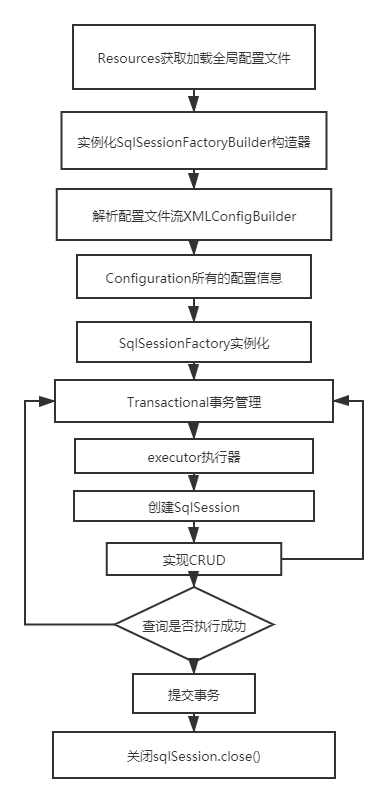 Resources获取加载全局配置文件
实例化SqlSessionFactoryBuilder构造器
解析配置文件流XMLConfigBuilder
Configuration所有的配置信息
SqlSessionFactory实例化
Transactional事务管理
executor执行器
创建SqlSession
实现CRUD
查询是否执行成功
提交事务
关闭sqlSession.close()